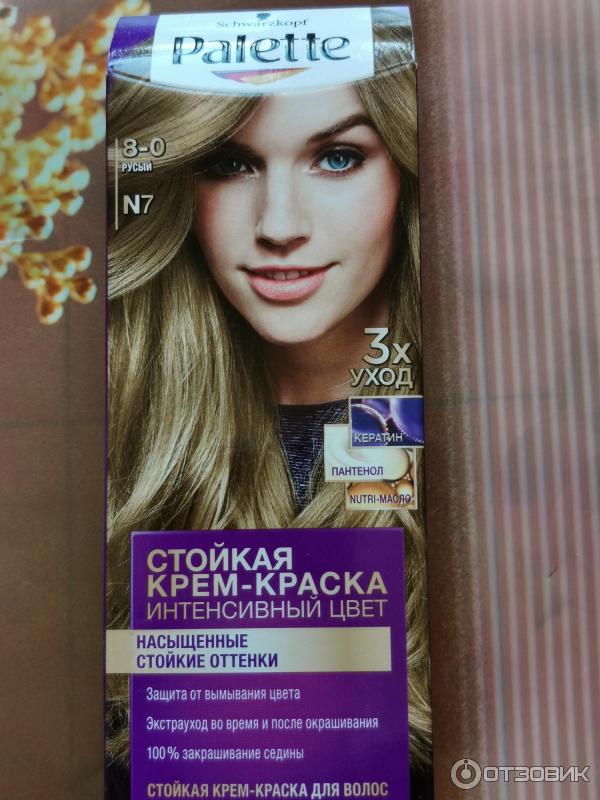 Schwarzkopf
Palette
8-0
РУСЫЙ
N7
3х
УХОД
КЕРАТИН
ПАНТЕНОЛ
NUTRI-МАСЛО
СТОЙКАЯ
КРЕМ-КРАСКА
ИНТЕНСИВНЫЙ ЦВЕТ
НАСЫЩЕННЫЕ
СТОЙКИЕ ОТТЕНКИ
Защита от вымывания цвета
Экстрауход во время и после окрашивания
100% закрашивание седины
СТОЙКАЯ КРЕМ-КРАСКА ДЛЯ ВОЛОС
ОТЗОВИК